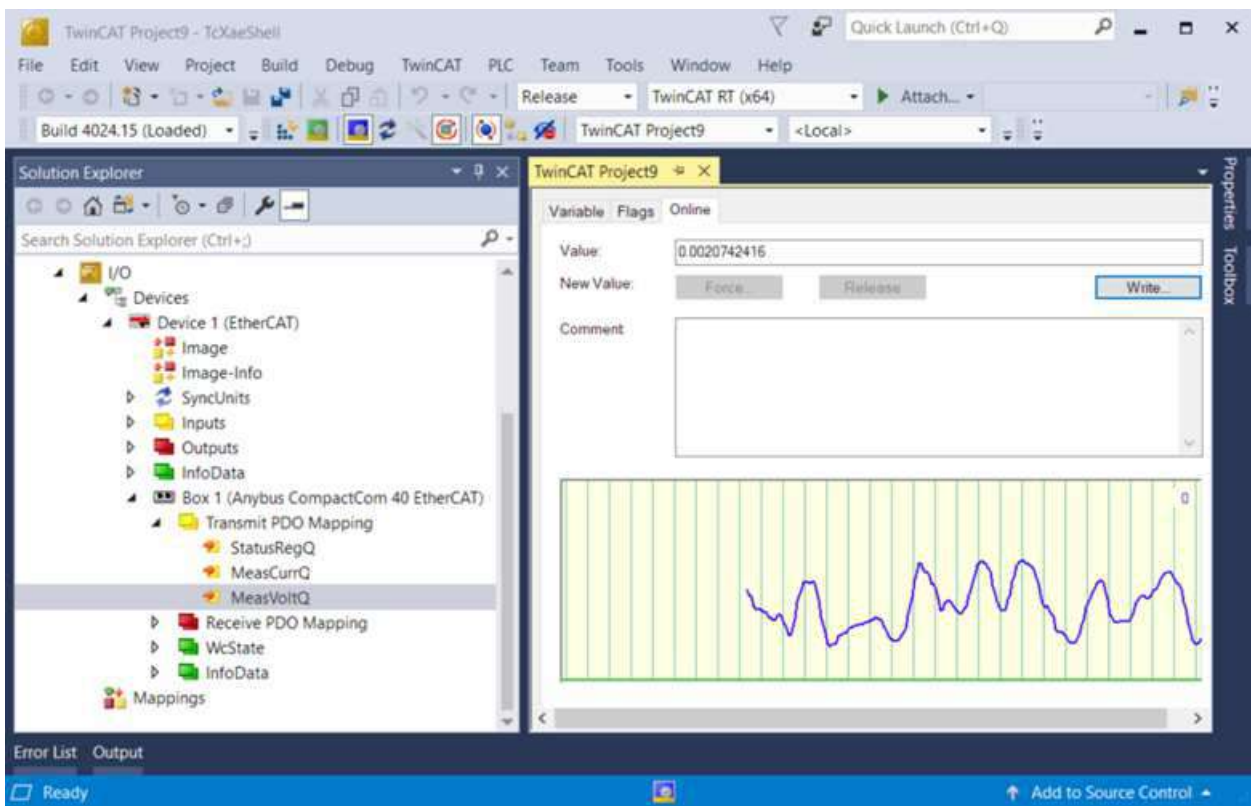 TwinCAT Project9 - TcXaeShell
Quick Launch (Ctrl+Q)
File Edit View Project Build Debug TwinCAT PLC Team Tools Window Help
Release TwinCAT RT (x64) Attach...
Build 4024.15 (Loaded) TwinCAT Project9 <Local>
Solution Explorer
Search Solution Explorer (Ctrl+;)
I/O
Devices
Device 1 (EtherCAT)
Image
Image-Info
SyncUnits
Inputs
Outputs
InfoData
Box 1 (Anybus CompactCom 40 EtherCAT)
Transmit PDO Mapping
StatusRegQ
MeasCurrQ
MeasVoltQ
Receive PDO Mapping
WcState
InfoData
Mappings
TwinCAT Project9
Variable Flags Online
Value: 0.0020742416
New Value: Force... Release Write...
Comment
0
Properties
Toolbox
Error List Output
Ready
Add to Source Control